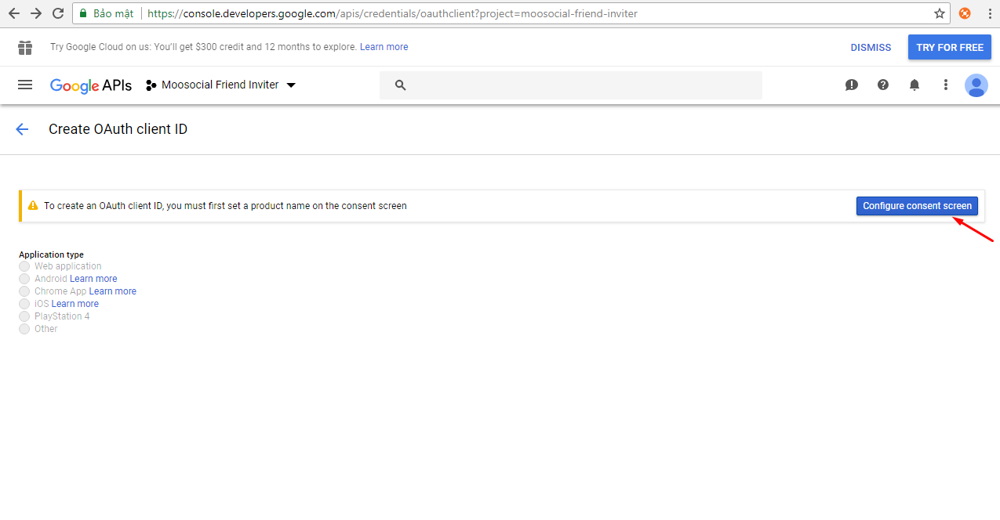 Bảo mật https://console.developers.google.com/apis/credentials/oauthclient?project=moosocial-friend-inviter
Try Google Cloud on us: You'll get $300 credit and 12 months to explore. Learn more DISMISS TRY FOR FREE
Google APIs Moosocial Friend Inviter
Create OAuth client ID
To create an OAuth client ID, you must first set a product name on the consent screen Configure consent screen
Application type
Web application
Android Learn more
Chrome App Learn more
iOS Learn more
PlayStation 4
Other